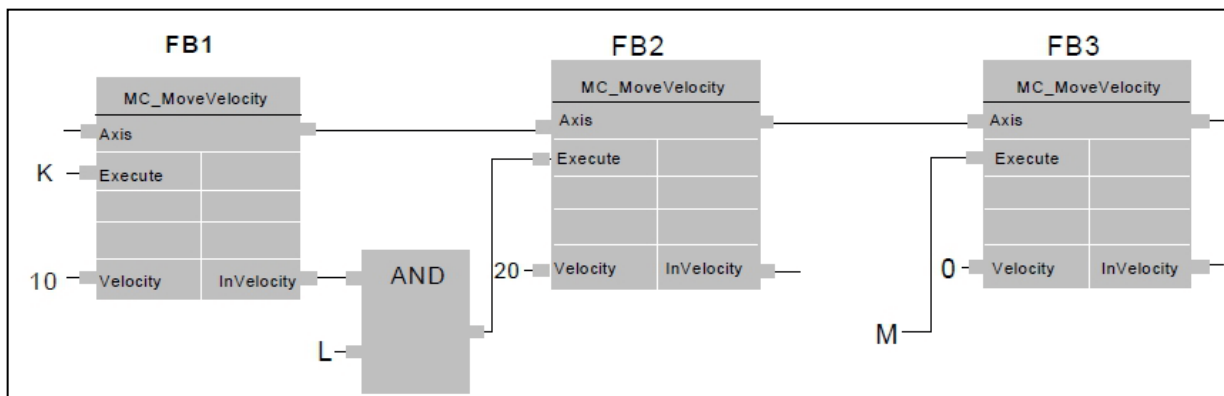 FB1
MC_MoveVelocity
Axis
K
Execute
10
Velocity
InVelocity
AND
L
FB2
MC_MoveVelocity
Axis
Execute
20
Velocity
InVelocity
FB3
MC_MoveVelocity
Axis
Execute
0
Velocity
InVelocity
M